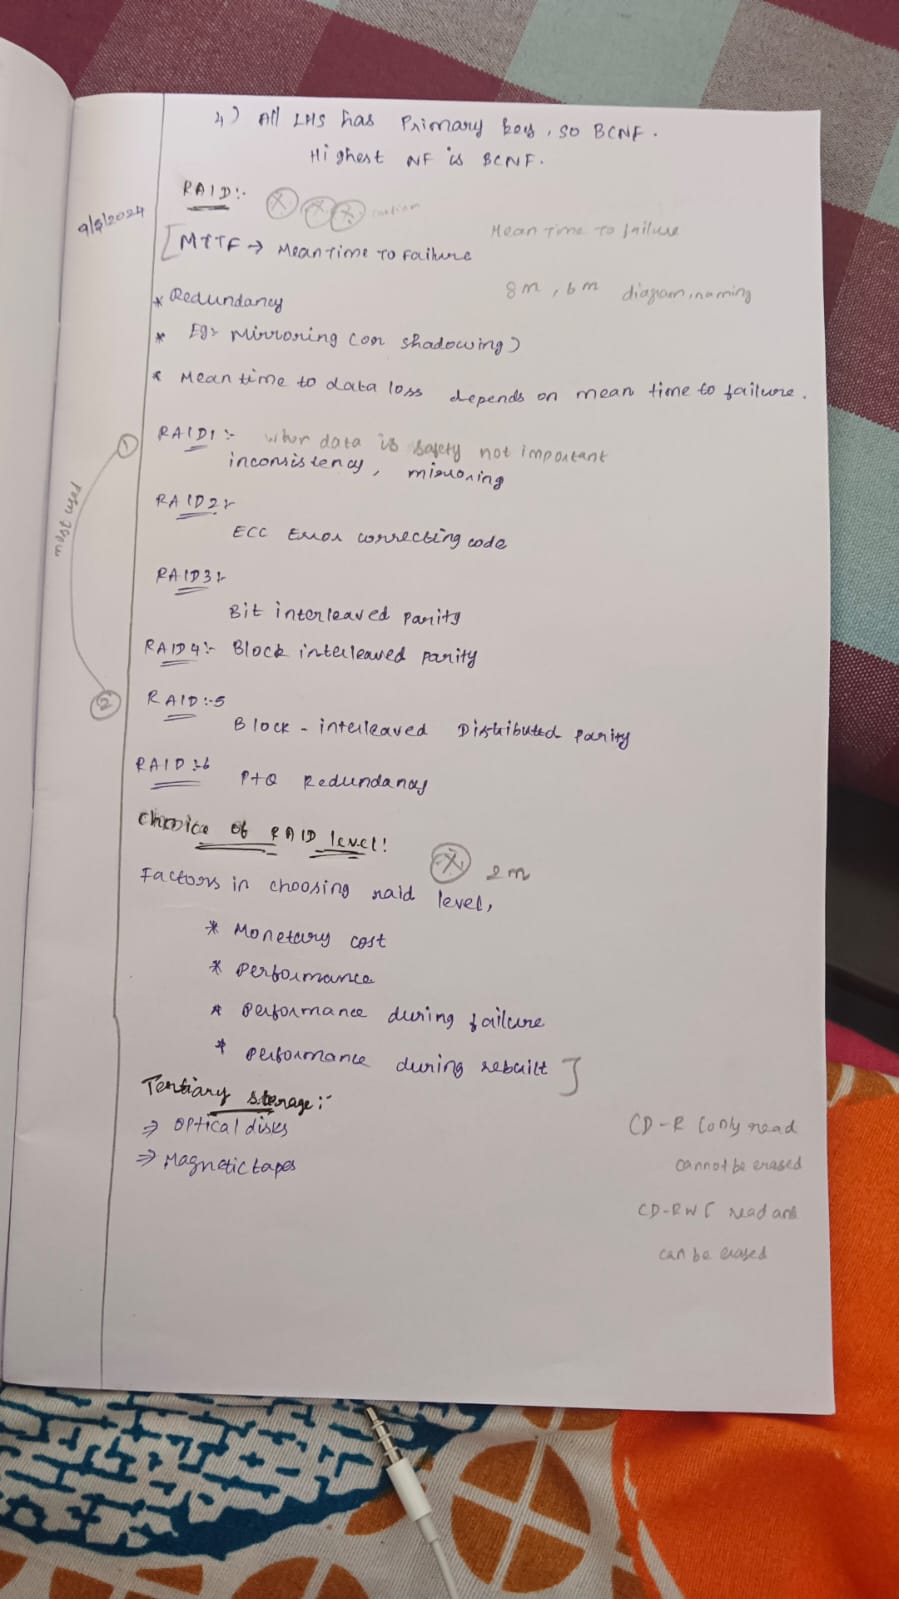 4) All LHS has Primary key, so BCNF.
Highest NF is BCNF.
RAID:-
9/8/2024
Mean time to failure
[MTTF → Mean Time To Failure
8m, 6m diagram, naming
* Redundancy
* Eg:- Mirroring (or shadowing)
* Mean time to data loss depends on mean time to failure.
① RAID1:- when data is safety not important
inconsistency, mirroring
most used
RAID2:-
ECC Error correcting code
RAID3:-
Bit interleaved parity
RAID4:- Block interleaved parity
② RAID:-5
Block - interleaved Distributed parity
RAID:-6 P+Q Redundancy
Choice of RAID level:
2m
Factors in choosing raid level,
* Monetary cost
* Performance
* Performance during failure
* Performance during rebuilt ]
Tertiary storage:-
⇒ Optical disks
⇒ Magnetic tapes
CD-R (only read
cannot be erased
CD-RW [ read and
can be erased